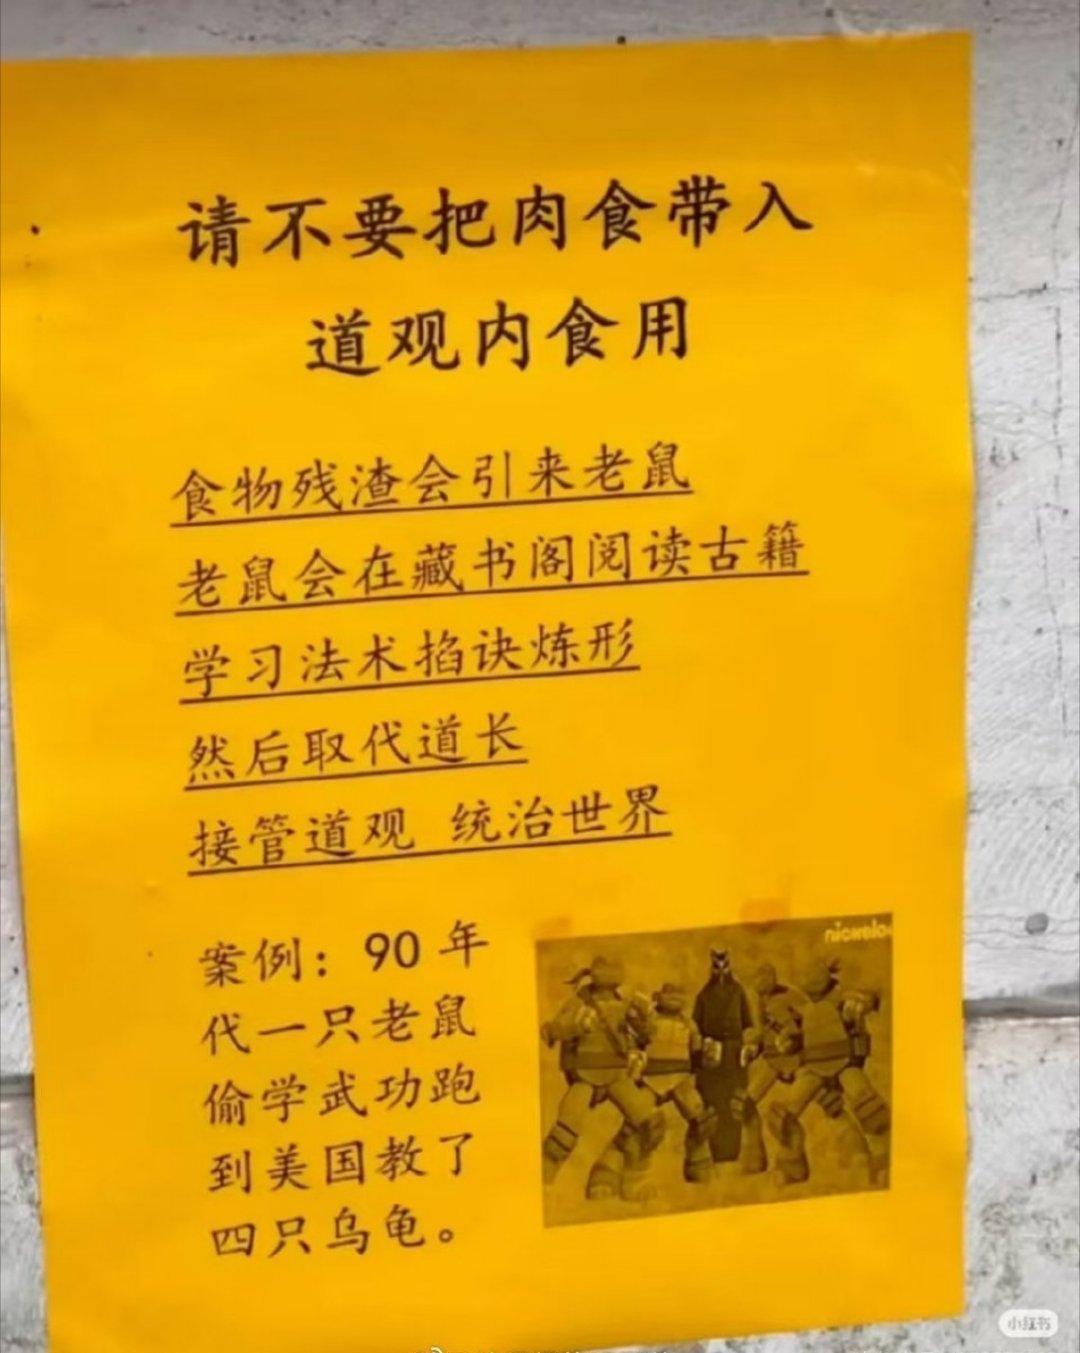 请不要把肉食带入
道观内食用
食物残渣会引来老鼠
老鼠会在藏书阁阅读古籍
学习法术掐诀炼形
然后取代道长
接管道观 统治世界
案例：90年
代一只老鼠
偷学武功跑
到美国教了
四只乌龟。
nickelo
小红书